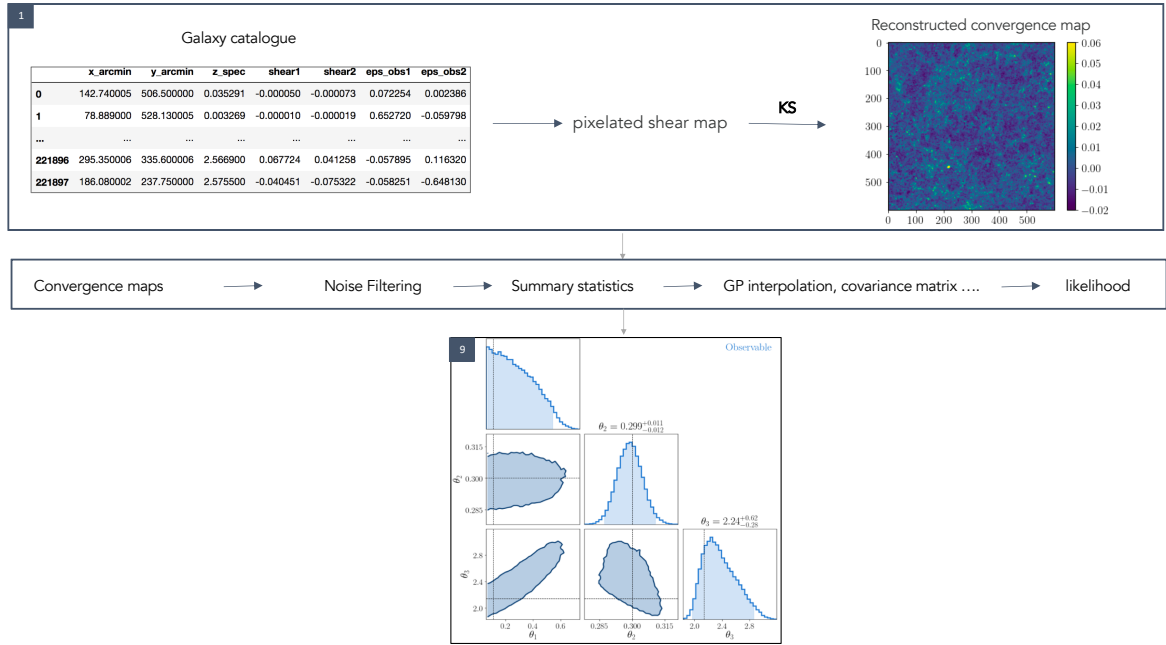 1
Galaxy catalogue
x_arcmin y_arcmin z_spec shear1 shear2 eps_obs1 eps_obs2
0 142.740005 506.500000 0.035291 -0.000050 -0.000073 0.072254 0.002386
1 78.889000 528.130005 0.003269 -0.000010 -0.000019 0.652720 -0.059798
... ... ... ... ... ... ... ...
221896 295.350006 335.600006 2.566900 0.067724 0.041258 -0.057895 0.116320
221897 186.080002 237.750000 2.575500 -0.040451 -0.075322 -0.058251 -0.648130
pixelated shear map
KS
Reconstructed convergence map
0
100
200
300
400
500
0 100 200 300 400 500
0.06
0.05
0.04
0.03
0.02
0.01
0.00
−0.01
−0.02
Convergence maps Noise Filtering Summary statistics GP interpolation, covariance matrix .... likelihood
9
Observable
θ₂ = 0.299⁺⁰·⁰¹¹₋₀.₀₁₂
0.315
0.300
0.285
θ₂
θ₃ = 2.24⁺⁰·⁶²₋₀.₂₈
2.8
2.4
2.0
θ₃
0.2 0.4 0.6
θ₁
0.285 0.300 0.315
θ₂
2.0 2.4 2.8
θ₃